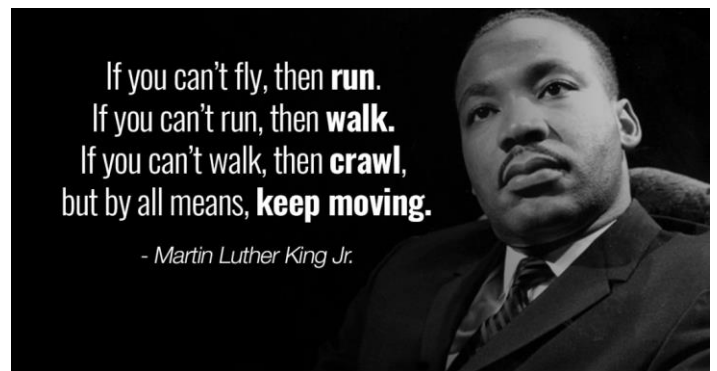 If you can’t fly, then run.
If you can’t run, then walk.
If you can’t walk, then crawl,
but by all means, keep moving.
- Martin Luther King Jr.